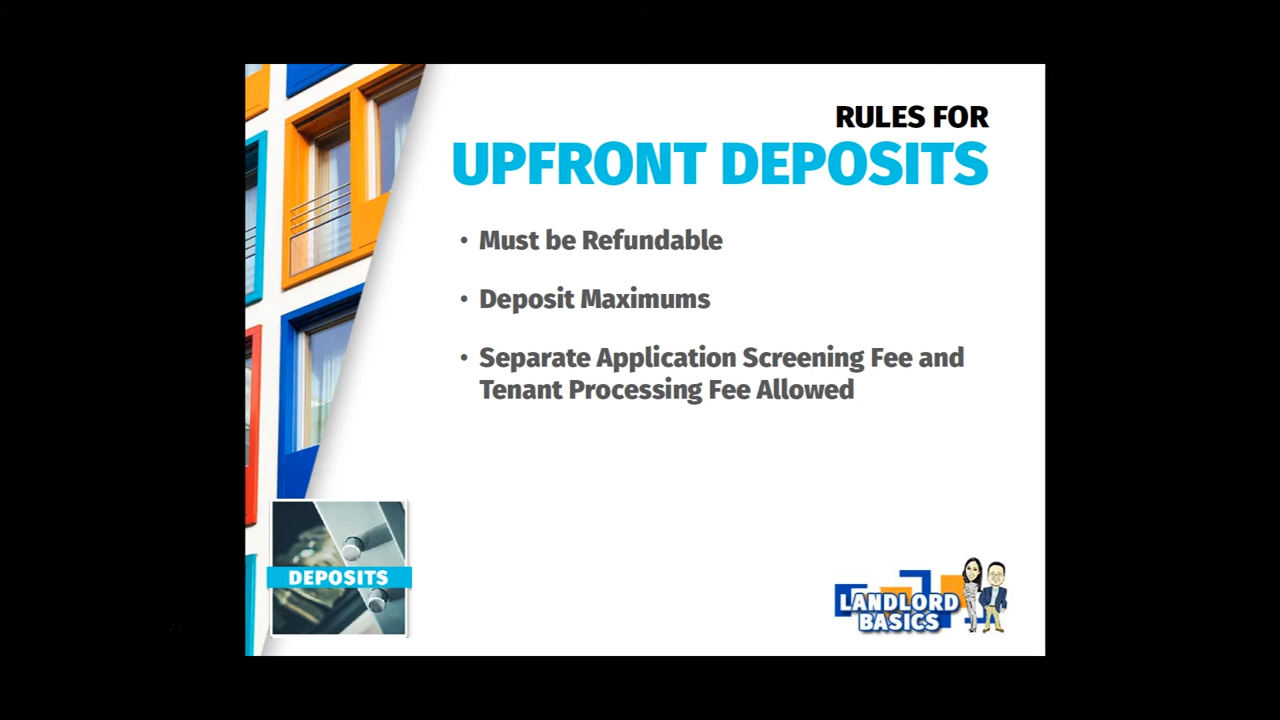 RULES FOR
UPFRONT DEPOSITS
• Must be Refundable
• Deposit Maximums
• Separate Application Screening Fee and
Tenant Processing Fee Allowed
DEPOSITS
LANDLORD
BASICS